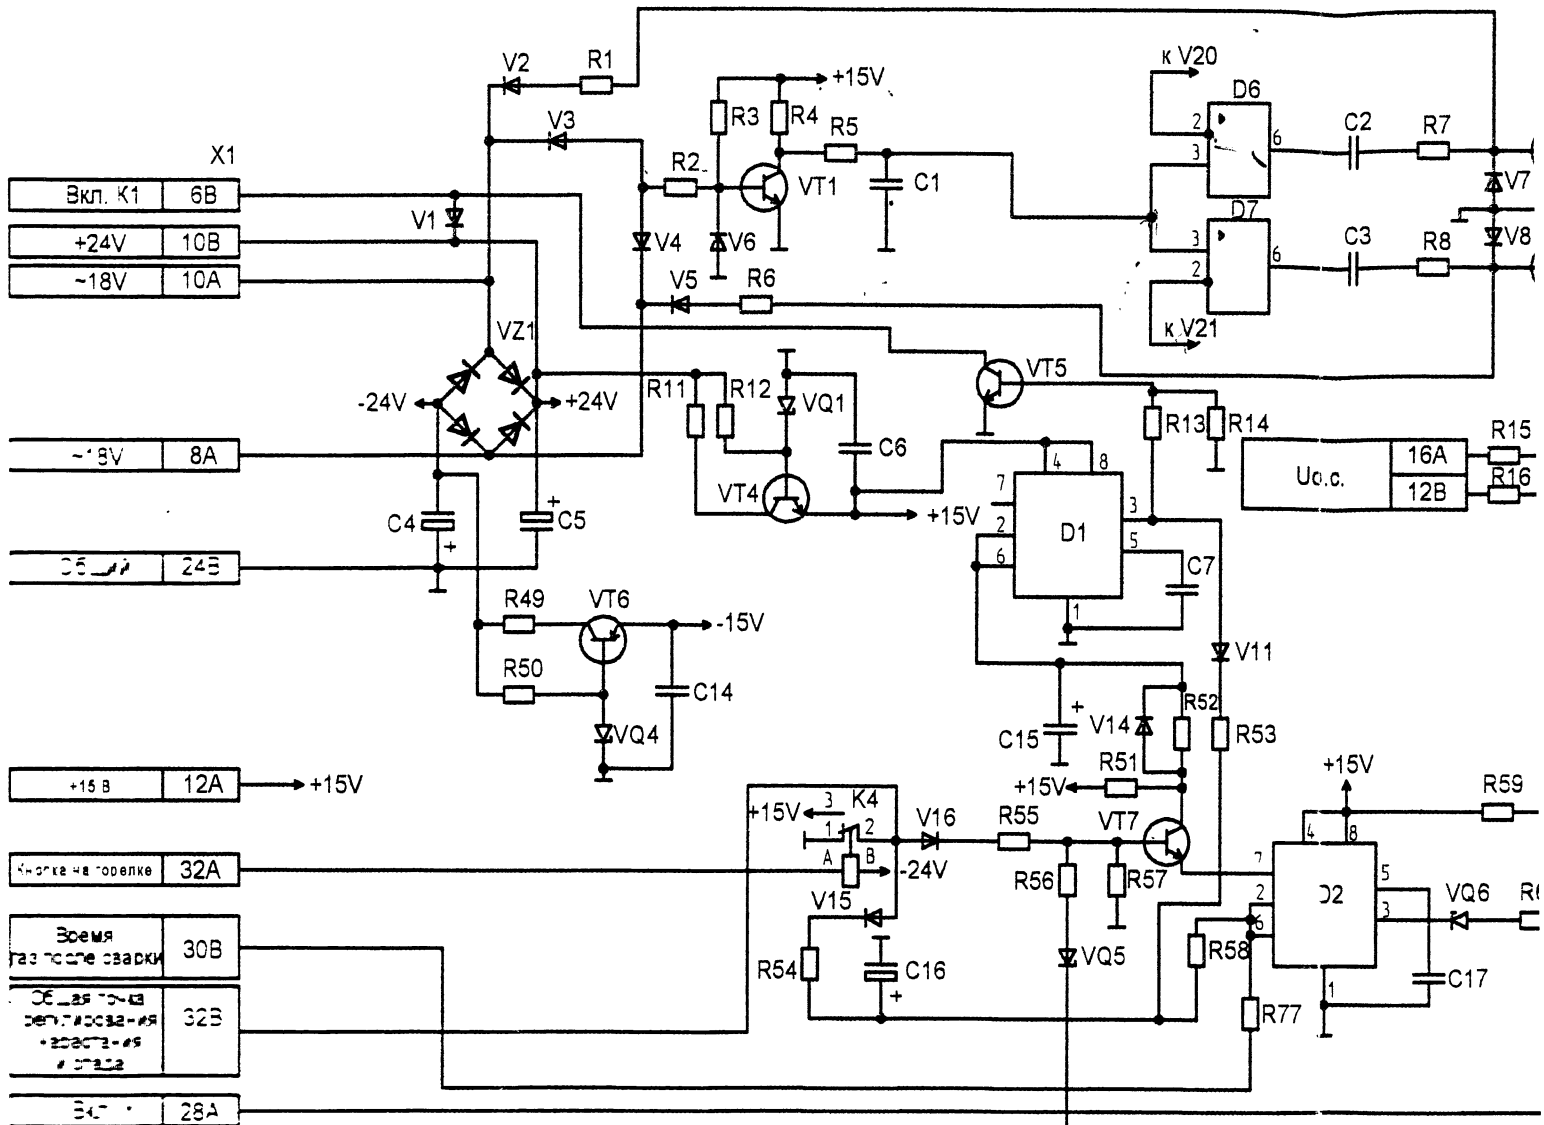 V2
R1
+15V
к V20
D6
R3
R4
V3
R5
C2
R7
2
3
6
X1
R2
VT1
C1
V7
Вкл. К1 6В
V1
D7
+24V 10В
V4
V6
3
2
6
C3
R8
V8
~18V 10А
V5
R6
к V21
VZ1
VT5
-24V
+24V
R11
R12
VQ1
R13
R14
~18V 8А
C6
4
8
Uо.с.
16А
12В
R15
R16
VT4
7
3
+15V
C4
+
+
C5
2
D1
6
5
C7
24В
1
R49
VT6
-15V
V11
R50
C14
VQ4
C15
+
V14
R52
R53
+15 В 12А
+15V
+15V
R51
+15V
R59
+15V
3
К4
1
2
V16
R55
VT7
4
8
Кнопка на горелке 32А
А
В
-24V
R56
R57
7
5
V15
2
3
VQ6
Время
газ после сварки
30В
R54
C16
+
VQ5
R58
6
C17
1
Общая точка
регулирования
нарастания
и спада
32В
R77
28А